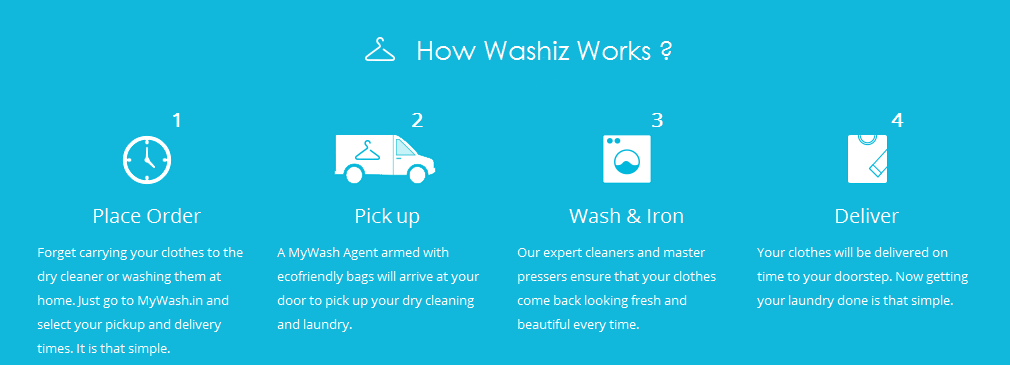 How Washiz Works ?
1
Place Order
Forget carrying your clothes to the
dry cleaner or washing them at
home. Just go to MyWash.in and
select your pickup and delivery
times. It is that simple.
2
Pick up
A MyWash Agent armed with
ecofriendly bags will arrive at your
door to pick up your dry cleaning
and laundry.
3
Wash & Iron
Our expert cleaners and master
pressers ensure that your clothes
come back looking fresh and
beautiful every time.
4
Deliver
Your clothes will be delivered on
time to your doorstep. Now getting
your laundry done is that simple.